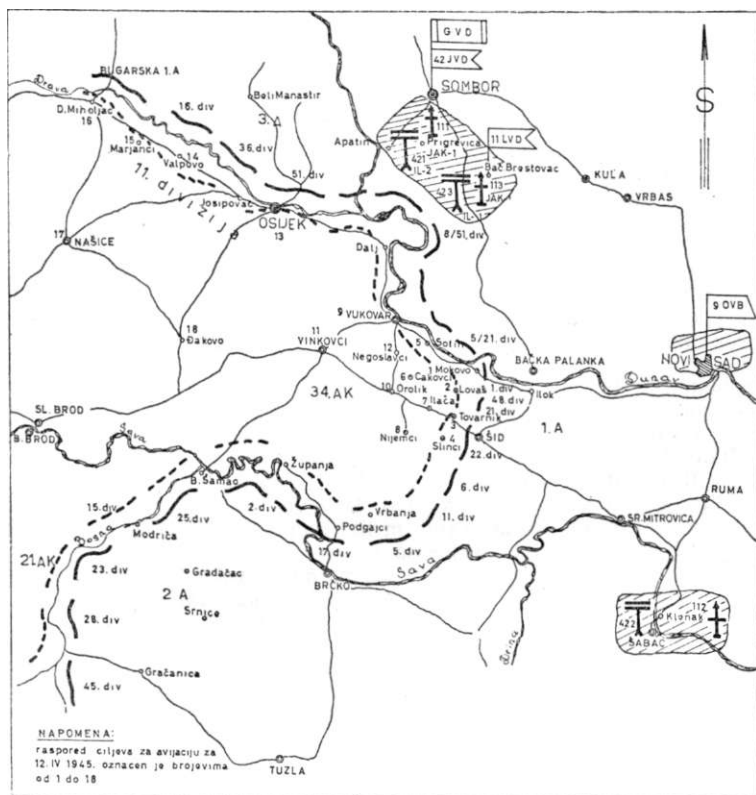 GVD
42 JVD
SOMBOR
BUGARSKA 1. A
Drava
D. Miholjac
16
16. div
Beli Manastir
3. A
11 LVD
111
Apatin
Prigrevica
JAK-1
421
IL-2
Bač Brestovac
113
JAK-1
423
S
15
Marjanci
14
Valpovo
36. div
11. divizija
51. div
KULA
VRBAS
Josipovac
OSIJEK
13
17
NAŠICE
Dalj
8/51. div
9 OVB
18
Đakovo
9 VUKOVAR
11
VINKOVCI
5
Sotin
5/21. div
12
Negoslavci
BAČKA PALANKA
NOVI SAD
Dunav
1 Mokovo
6 Čakovci
2 Lovas
1. div
48. div
21. div
Ilok
34. AK
10 Orolik
7 Ilača
Tovarnik
3
1. A
SL. BROD
B. BROD
Sava
8
Nijemci
4
Slinci
ŠID
22. div
Županja
B. Šamac
RUMA
15. div
25. div
2. div
Vrbanja
6. div
11. div
SR. MITROVICA
Bosna
Modriča
Podgajci
17. div
5. div
Sava
21. AK
23. div
Gradačac
2 A
BRČKO
Srnice
28. div
Drina
422
Klenak
112
ŠABAC
Gračanica
45. div
NAPOMENA:
raspored ciljeva za avijaciju za
12. IV 1945. označen je brojevima
od 1 do 18
TUZLA